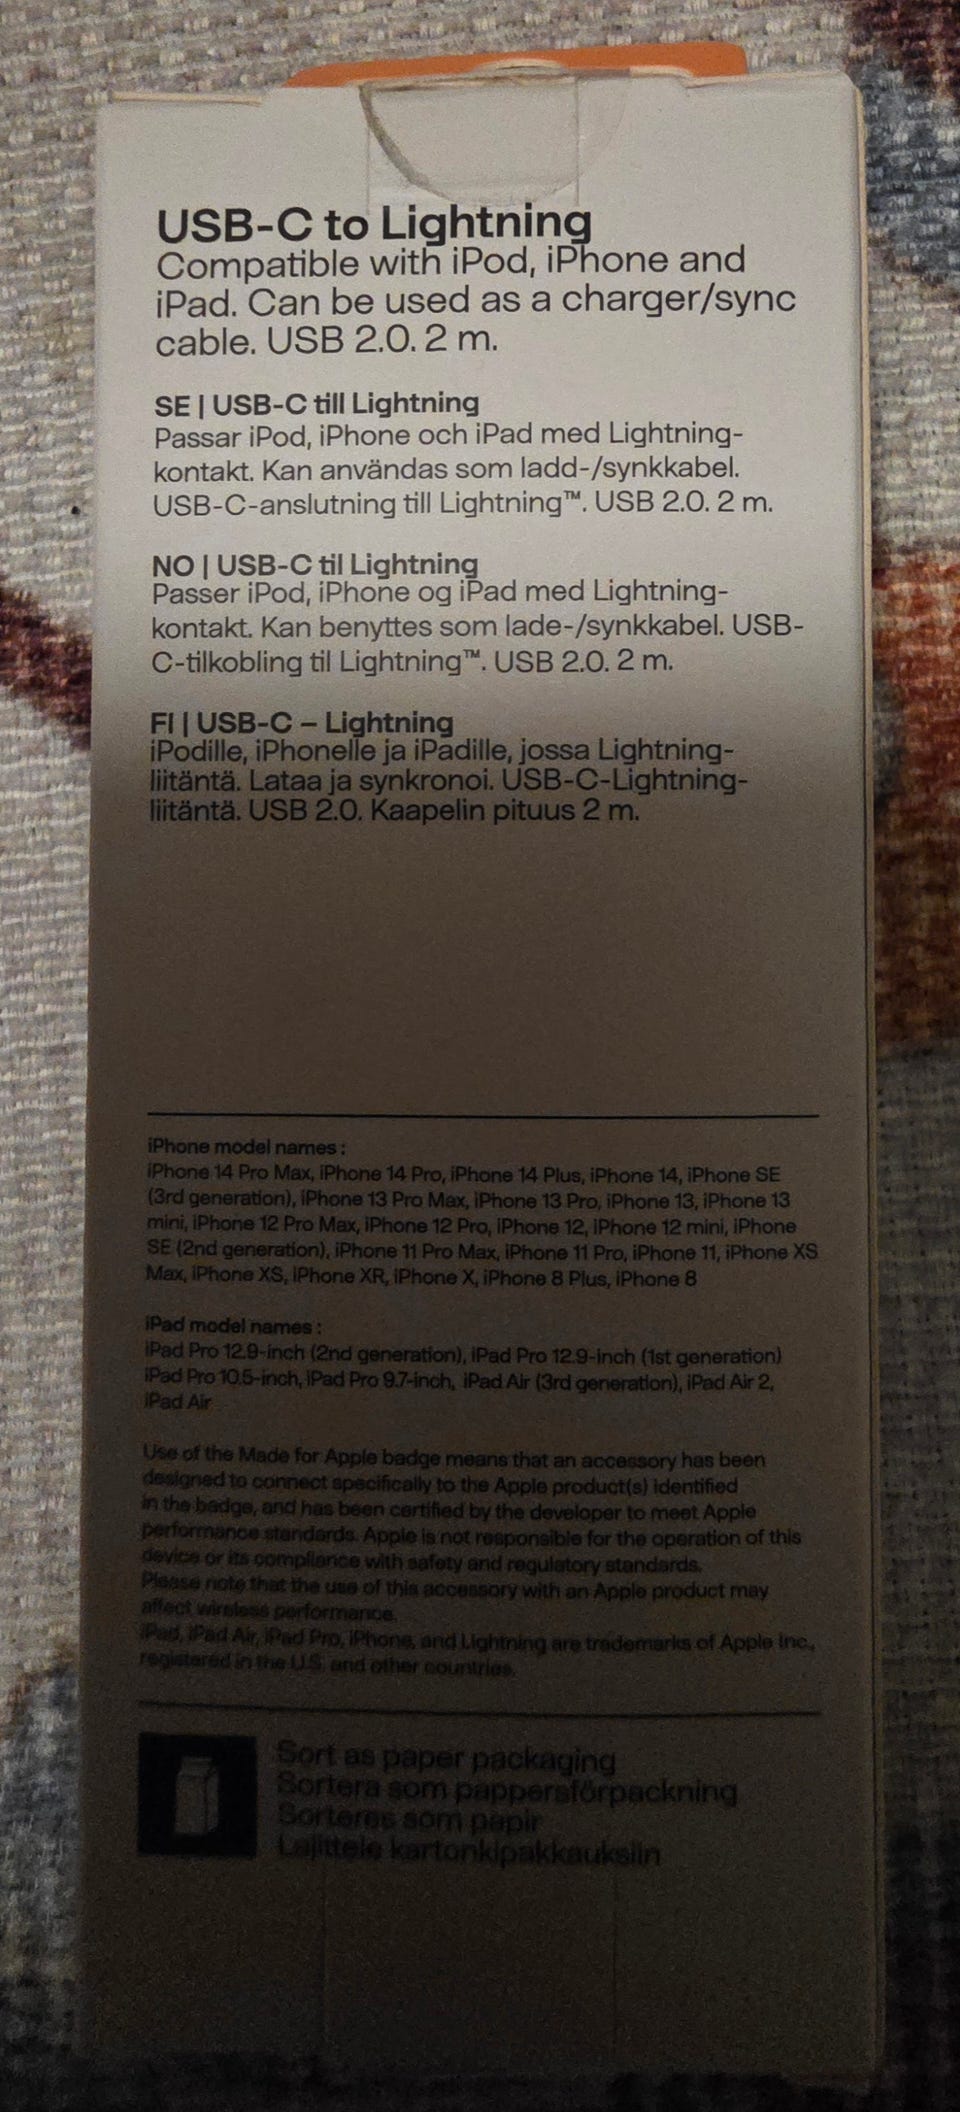 USB-C to Lightning
Compatible with iPod, iPhone and
iPad. Can be used as a charger/sync
cable. USB 2.0. 2 m.
SE | USB-C till Lightning
Passar iPod, iPhone och iPad med Lightning-
kontakt. Kan användas som ladd-/synkkabel.
USB-C-anslutning till Lightning™. USB 2.0. 2 m.
NO | USB-C til Lightning
Passer iPod, iPhone og iPad med Lightning-
kontakt. Kan benyttes som lade-/synkkabel. USB-
C-tilkobling til Lightning™. USB 2.0. 2 m.
FI | USB-C – Lightning
iPodille, iPhonelle ja iPadille, jossa Lightning-
liitäntä. Lataa ja synkronoi. USB-C-Lightning-
liitäntä. USB 2.0. Kaapelin pituus 2 m.
iPhone model names :
iPhone 14 Pro Max, iPhone 14 Pro, iPhone 14 Plus, iPhone 14, iPhone SE
(3rd generation), iPhone 13 Pro Max, iPhone 13 Pro, iPhone 13, iPhone 13
mini, iPhone 12 Pro Max, iPhone 12 Pro, iPhone 12, iPhone 12 mini, iPhone
SE (2nd generation), iPhone 11 Pro Max, iPhone 11 Pro, iPhone 11, iPhone XS
Max, iPhone XS, iPhone XR, iPhone X, iPhone 8 Plus, iPhone 8
iPad model names :
iPad Pro 12.9-inch (2nd generation), iPad Pro 12.9-inch (1st generation)
iPad Pro 10.5-inch, iPad Pro 9.7-inch, iPad Air (3rd generation), iPad Air 2,
iPad Air
Use of the Made for Apple badge means that an accessory has been
designed to connect specifically to the Apple product(s) identified
in the badge, and has been certified by the developer to meet Apple
performance standards. Apple is not responsible for the operation of this
device or its compliance with safety and regulatory standards.
Please note that the use of this accessory with an Apple product may
affect wireless performance.
iPad, iPad Air, iPad Pro, iPhone, and Lightning are trademarks of Apple Inc.,
registered in the U.S. and other countries.
Sort as paper packaging
Sortera som pappersförpackning
Sorteres som papir
Lajittele kartonkipakkauksiin